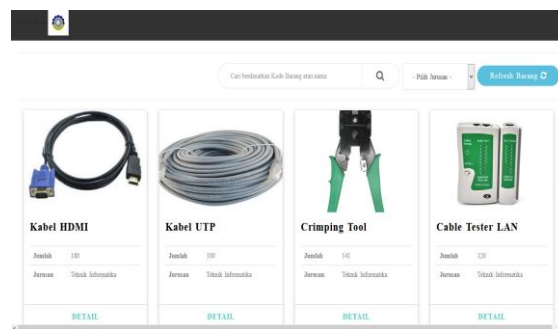 Cari berdasarkan Kode Barang atau nama
- Pilih Jurusan -
Refresh Barang
Kabel HDMI
Jumlah 100
Jurusan Teknik Informatika
DETAIL
Kabel UTP
Jumlah 100
Jurusan Teknik Informatika
DETAIL
Crimping Tool
Jumlah 141
Jurusan Teknik Informatika
DETAIL
Cable Tester LAN
Jumlah 120
Jurusan Teknik Informatika
DETAIL